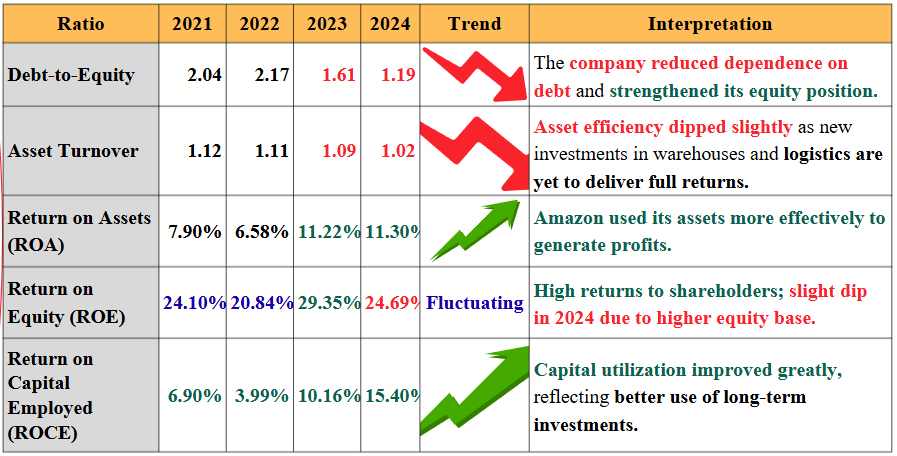 Ratio 2021 2022 2023 2024 Trend Interpretation
Debt-to-Equity 2.04 2.17 1.61 1.19
The company reduced dependence on
debt and strengthened its equity position.
Asset Turnover 1.12 1.11 1.09 1.02
Asset efficiency dipped slightly as new
investments in warehouses and logistics are
yet to deliver full returns.
Return on Assets
(ROA)
7.90% 6.58% 11.22% 11.30%
Amazon used its assets more effectively to
generate profits.
Return on
Equity (ROE)
24.10% 20.84% 29.35% 24.69% Fluctuating
High returns to shareholders; slight dip
in 2024 due to higher equity base.
Return on
Capital
Employed
(ROCE)
6.90% 3.99% 10.16% 15.40%
Capital utilization improved greatly,
reflecting better use of long-term
investments.